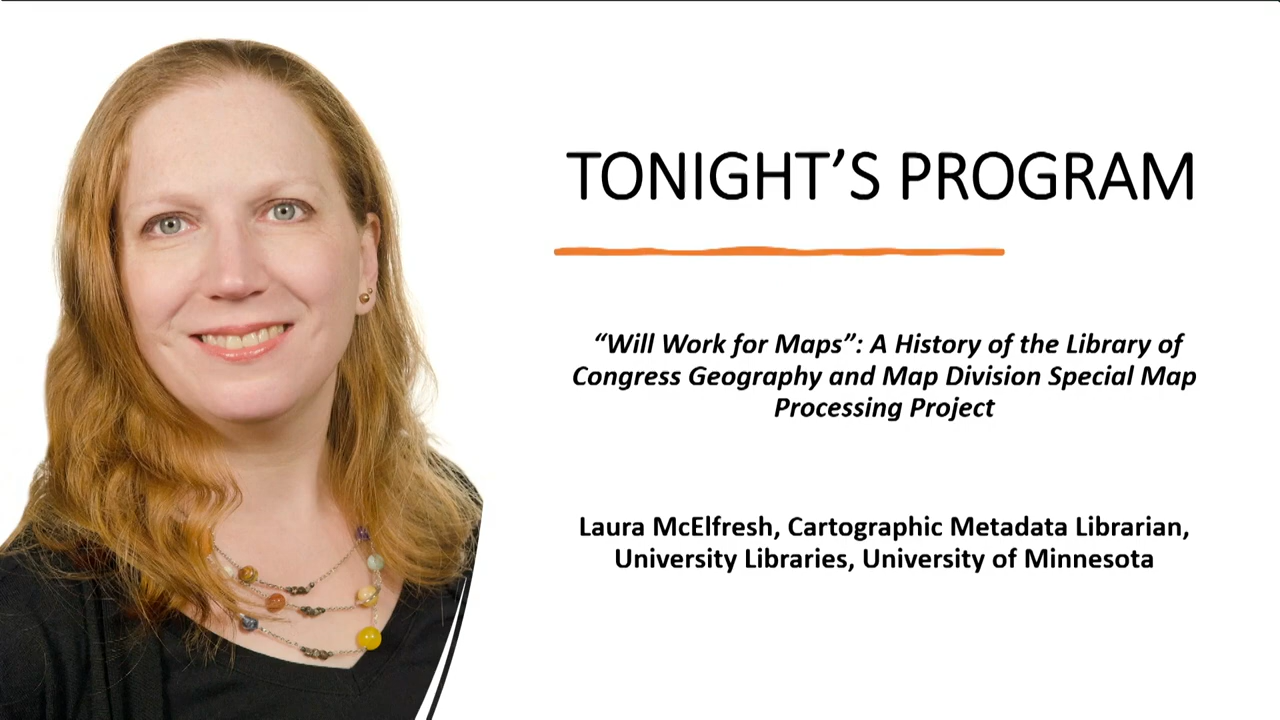 TONIGHT’S PROGRAM
“Will Work for Maps”: A History of the Library of
Congress Geography and Map Division Special Map
Processing Project
Laura McElfresh, Cartographic Metadata Librarian,
University Libraries, University of Minnesota